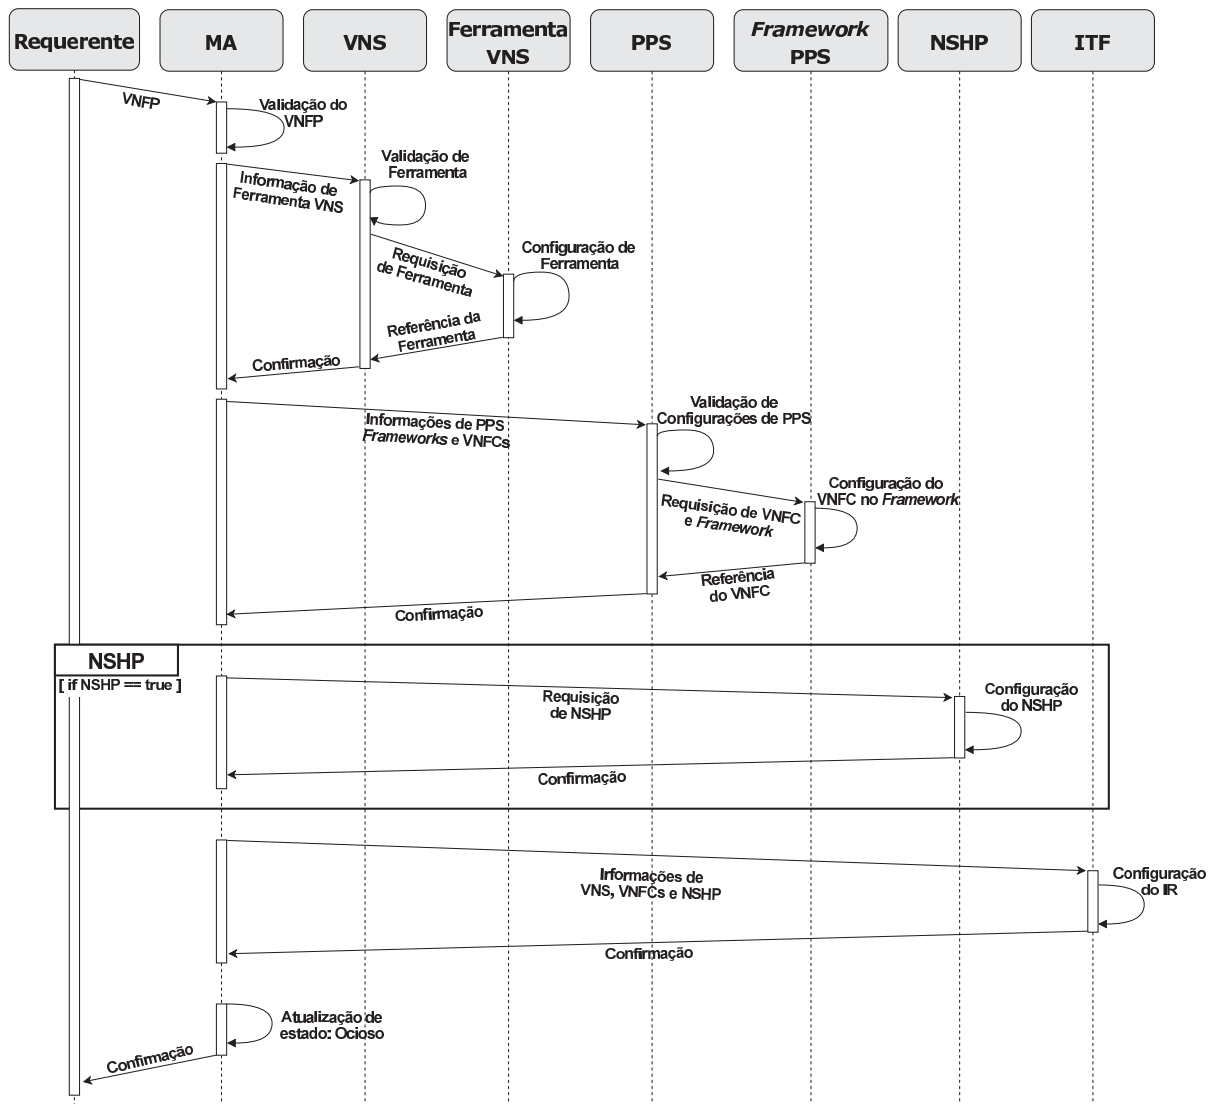 Requerente
MA
VNS
Ferramenta
VNS
PPS
Framework
PPS
NSHP
ITF
VNFP
Validação do
VNFP
Informação de
Ferramenta VNS
Validação de
Ferramenta
Requisição
de Ferramenta
Configuração de
Ferramenta
Referência da
Ferramenta
Confirmação
Informações de PPS
Frameworks e VNFCs
Validação de
Configurações de PPS
Requisição de VNFC
e Framework
Configuração do
VNFC no Framework
Referência
do VNFC
Confirmação
NSHP
[ if NSHP == true ]
Requisição
de NSHP
Configuração
do NSHP
Confirmação
Irformações de
VNS, VNFCs e NSHP
Configuração
do IR
Confirmação
Atualização de
estado: Ocioso
Confirmação